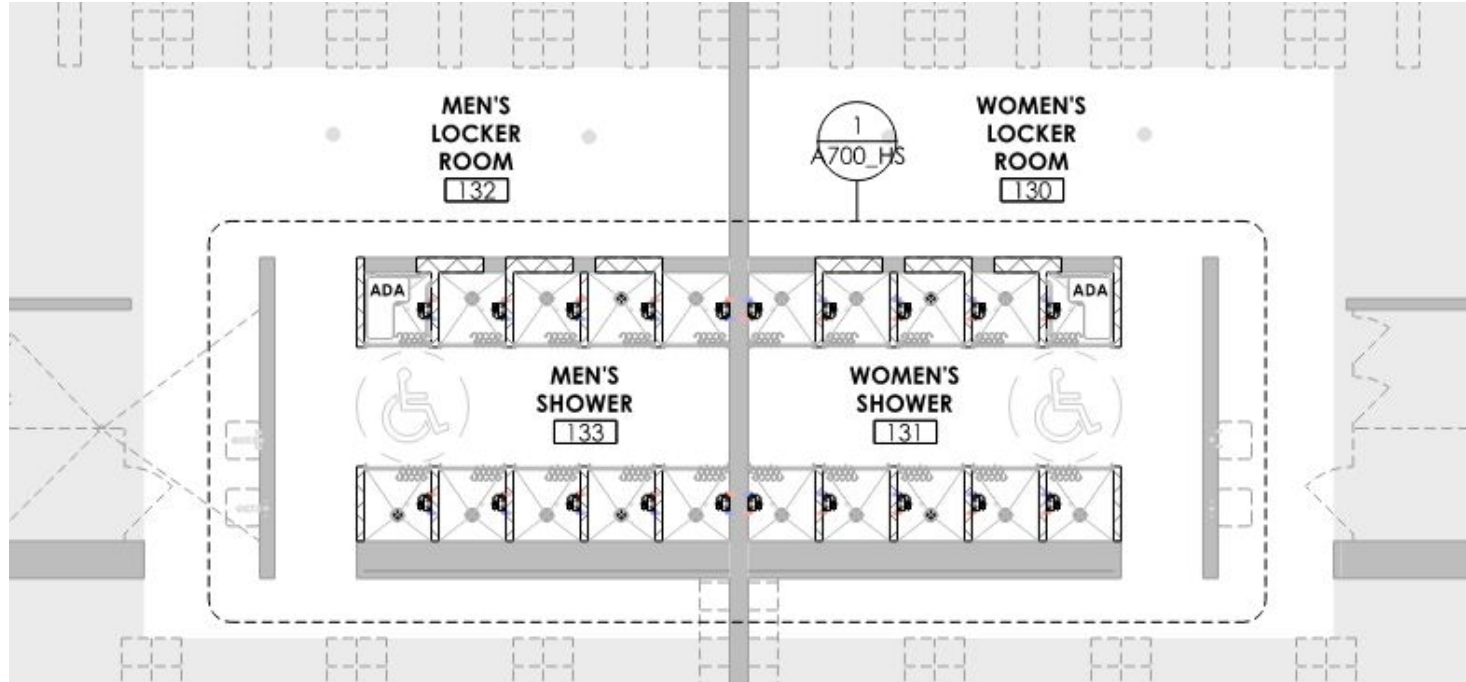 MEN'S
LOCKER
ROOM
132
1
A700_HS
WOMEN'S
LOCKER
ROOM
130
ADA
ADA
MEN'S
SHOWER
133
WOMEN'S
SHOWER
131